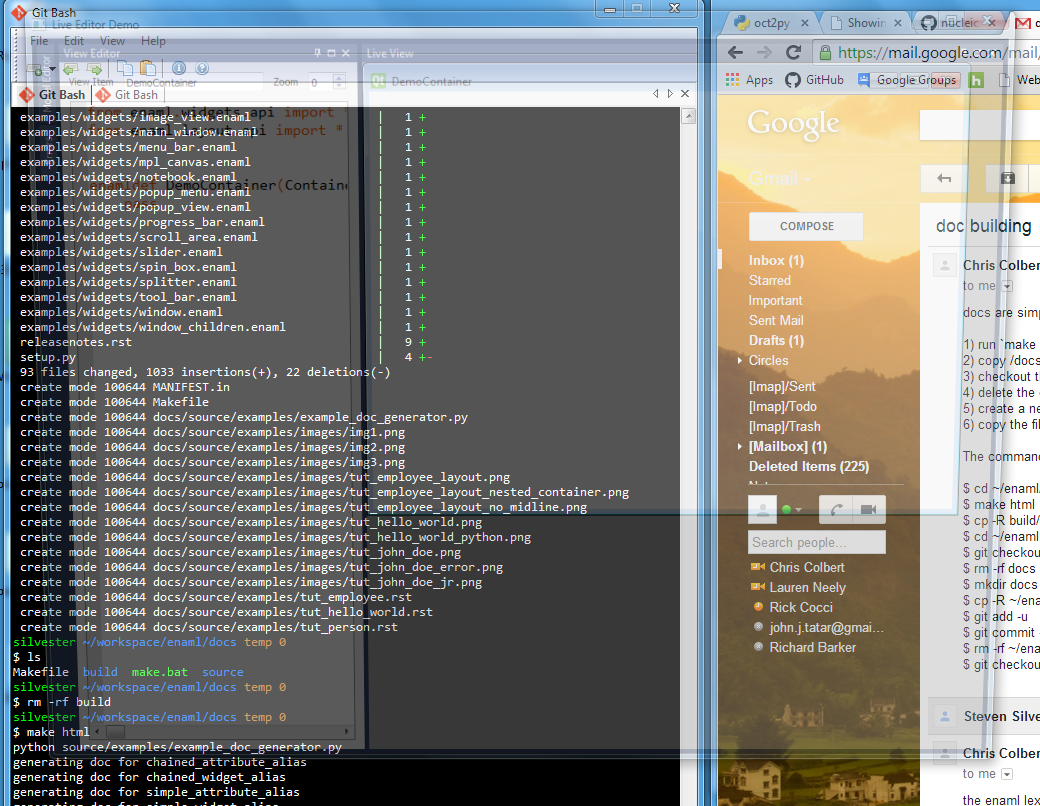 Git Bash
Live Editor Demo
File Edit View Help
View Editor
Live View
View Item DemoContainer Zoom 0
DemoContainer
Git Bash
Git Bash
from enaml.widgets.api import
import *
DemoContainer(Containe
examples/widgets/image_view.enaml | 1 +
examples/widgets/main_window.enaml | 1 +
examples/widgets/menu_bar.enaml | 1 +
examples/widgets/mpl_canvas.enaml | 1 +
examples/widgets/notebook.enaml | 1 +
examples/widgets/popup_menu.enaml | 1 +
examples/widgets/popup_view.enaml | 1 +
examples/widgets/progress_bar.enaml | 1 +
examples/widgets/scroll_area.enaml | 1 +
examples/widgets/slider.enaml | 1 +
examples/widgets/spin_box.enaml | 1 +
examples/widgets/splitter.enaml | 1 +
examples/widgets/tool_bar.enaml | 1 +
examples/widgets/window.enaml | 1 +
examples/widgets/window_children.enaml | 1 +
releasenotes.rst | 9 +
setup.py | 4 +-
93 files changed, 1033 insertions(+), 22 deletions(-)
create mode 100644 MANIFEST.in
create mode 100644 Makefile
create mode 100644 docs/source/examples/example_doc_generator.py
create mode 100644 docs/source/examples/images/img1.png
create mode 100644 docs/source/examples/images/img2.png
create mode 100644 docs/source/examples/images/img3.png
create mode 100644 docs/source/examples/images/tut_employee_layout.png
create mode 100644 docs/source/examples/images/tut_employee_layout_nested_container.png
create mode 100644 docs/source/examples/images/tut_employee_layout_no_midline.png
create mode 100644 docs/source/examples/images/tut_hello_world.png
create mode 100644 docs/source/examples/images/tut_hello_world_python.png
create mode 100644 docs/source/examples/images/tut_john_doe.png
create mode 100644 docs/source/examples/images/tut_john_doe_error.png
create mode 100644 docs/source/examples/images/tut_john_doe_jr.png
create mode 100644 docs/source/examples/tut_employee.rst
create mode 100644 docs/source/examples/tut_hello_world.rst
create mode 100644 docs/source/examples/tut_person.rst
silvester ~/workspace/enaml/docs temp 0
$ ls
Makefile build make.bat source
silvester ~/workspace/enaml/docs temp 0
$ rm -rf build
silvester ~/workspace/enaml/docs temp 0
$ make html
python source/examples/example_doc_generator.py
generating doc for chained_attribute_alias
generating doc for chained_widget_alias
generating doc for simple_attribute_alias
generating doc for simple_widget_alias
oct2py
Showin
nucleic
https://mail.google.com/mail/
Apps GitHub Google Groups Web
Google
Gmail
COMPOSE
Inbox (1)
Starred
Important
Sent Mail
Drafts (1)
Circles
[Imap]/Sent
[Imap]/Todo
[Imap]/Trash
[Mailbox] (1)
Deleted Items (225)
Search people...
Chris Colbert
Lauren Neely
Rick Cocci
john.j.tatar@gmai...
Richard Barker
doc building
Chris Colber
to me
docs are simp
1) run `make
2) copy /docs
3) checkout th
4) delete the
5) create a ne
6) copy the fil
The comman
$ cd ~/enaml/
$ make html
$ cp -R build/
$ cd ~/enaml
$ git checkou
$ rm -rf docs
$ mkdir docs
$ cp -R ~/ena
$ git add -u
$ git commit
$ rm -rf ~/ena
$ git checkou
Steven Silve
Chris Colber
to me
the enaml lex